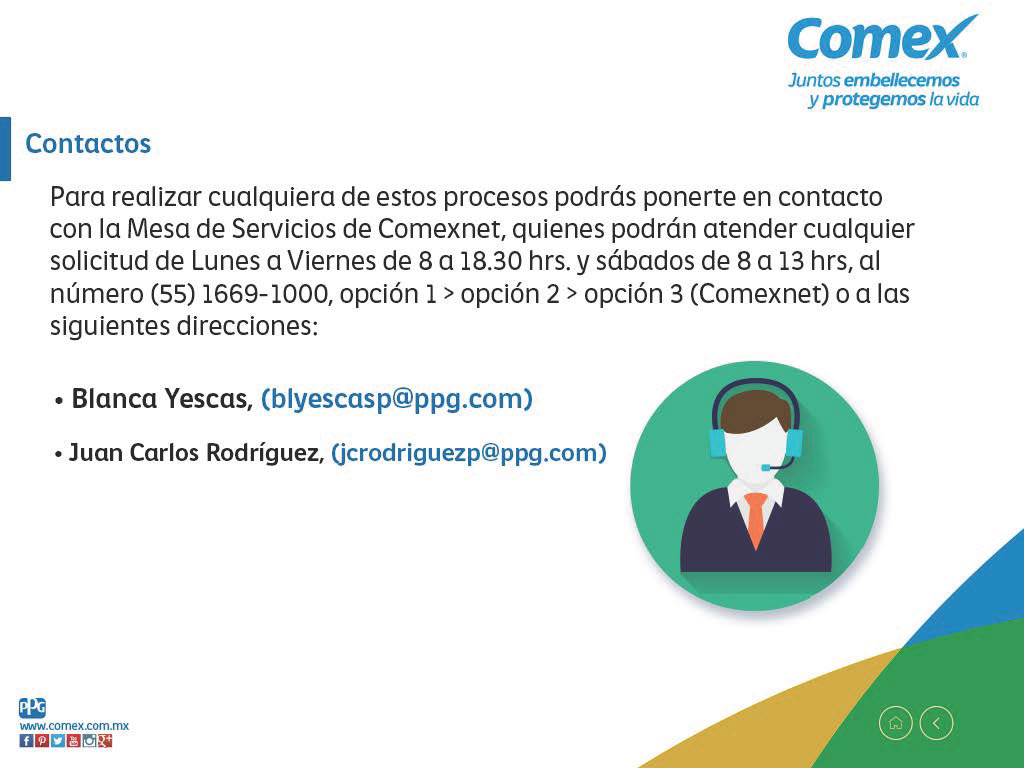 Comex®
Juntos embellecemos
y protegemos la vida
Contactos
Para realizar cualquiera de estos procesos podrás ponerte en contacto
con la Mesa de Servicios de Comexnet, quienes podrán atender cualquier
solicitud de Lunes a Viernes de 8 a 18.30 hrs. y sábados de 8 a 13 hrs, al
número (55) 1669-1000, opción 1 > opción 2 > opción 3 (Comexnet) o a las
siguientes direcciones:
• Blanca Yescas, (blyescasp@ppg.com)
• Juan Carlos Rodríguez, (jcrodriguezp@ppg.com)
PPG
www.comex.com.mx